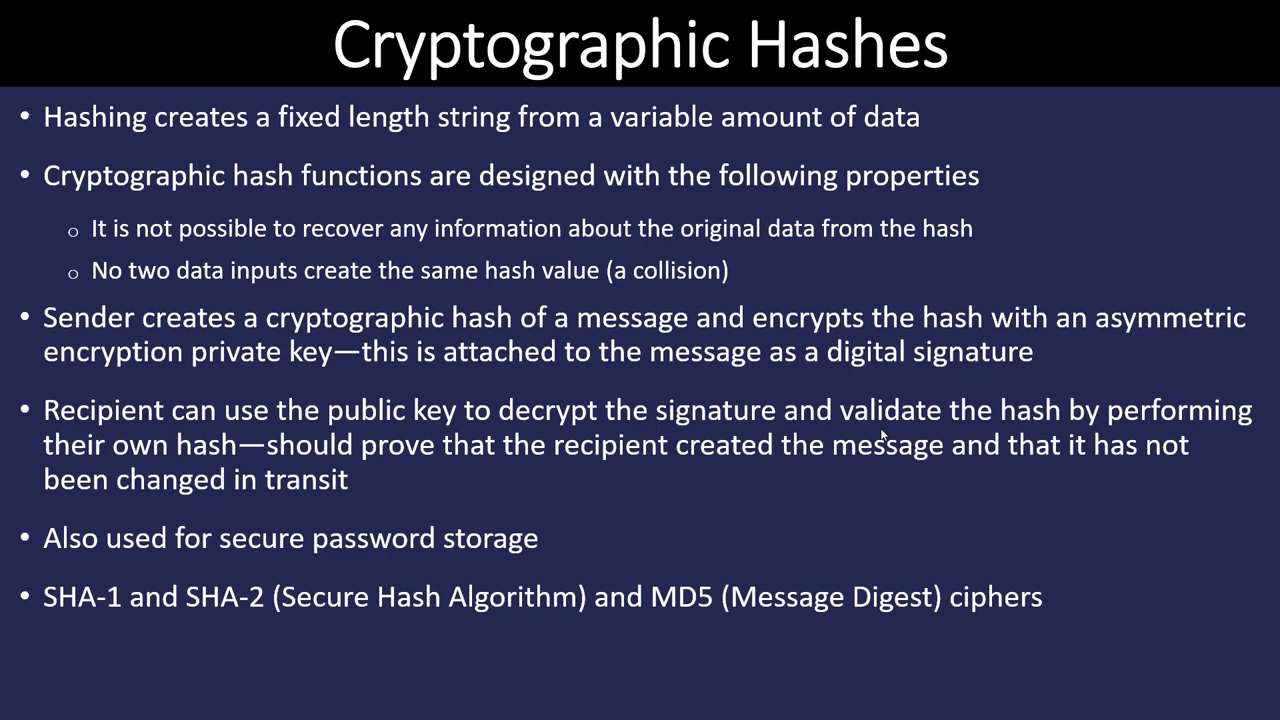 Cryptographic Hashes
• Hashing creates a fixed length string from a variable amount of data
• Cryptographic hash functions are designed with the following properties
o It is not possible to recover any information about the original data from the hash
o No two data inputs create the same hash value (a collision)
• Sender creates a cryptographic hash of a message and encrypts the hash with an asymmetric
encryption private key—this is attached to the message as a digital signature
• Recipient can use the public key to decrypt the signature and validate the hash by performing
their own hash—should prove that the recipient created the message and that it has not
been changed in transit
• Also used for secure password storage
• SHA-1 and SHA-2 (Secure Hash Algorithm) and MD5 (Message Digest) ciphers